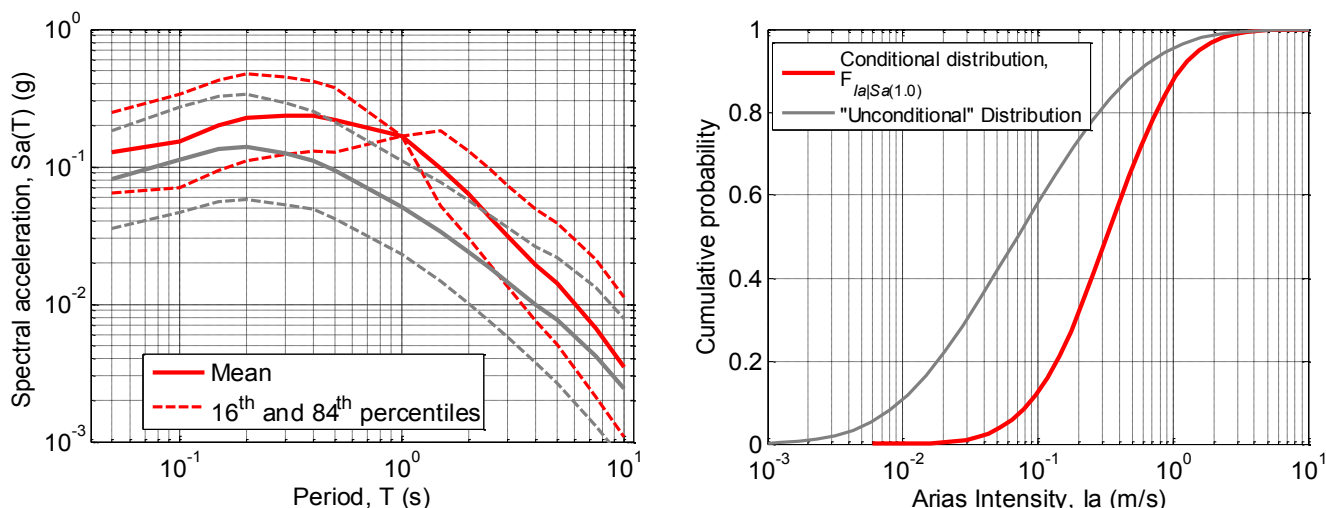 Spectral acceleration, Sa(T) (g)
10^0
10^-1
10^-2
10^-3
Mean
16th and 84th percentiles
10^-1
10^0
10^1
Period, T (s)
Cumulative probability
1
0.8
0.6
0.4
0.2
0
Conditional distribution,
F Ia|Sa(1.0)
"Unconditional" Distribution
10^-3
10^-2
10^-1
10^0
10^1
Arias Intensity, Ia (m/s)